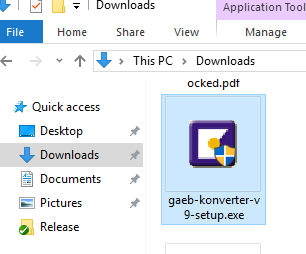 ocked
Downloads
Application Tool
File
Home
Share
View
Manage
This PC
Downloads
ocked.pdf
Quick access
Desktop
Downloads
Documents
Pictures
Release
gaeb-konverter-v
9-setup.exe